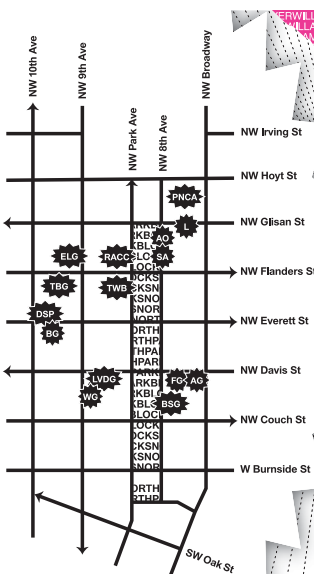 NW 10th Ave
NW 9th Ave
NW Park Ave
NW 8th Ave
NW Broadway
NW Irving St
NW Hoyt St
PNCA
L
NW Glisan St
AO
ELG
RACC
SA
NW Flanders St
TBG
TWB
DSP
NW Everett St
BG
NW Davis St
LVDG
FG
AG
WG
BSG
NW Couch St
W Burnside St
SW Oak St